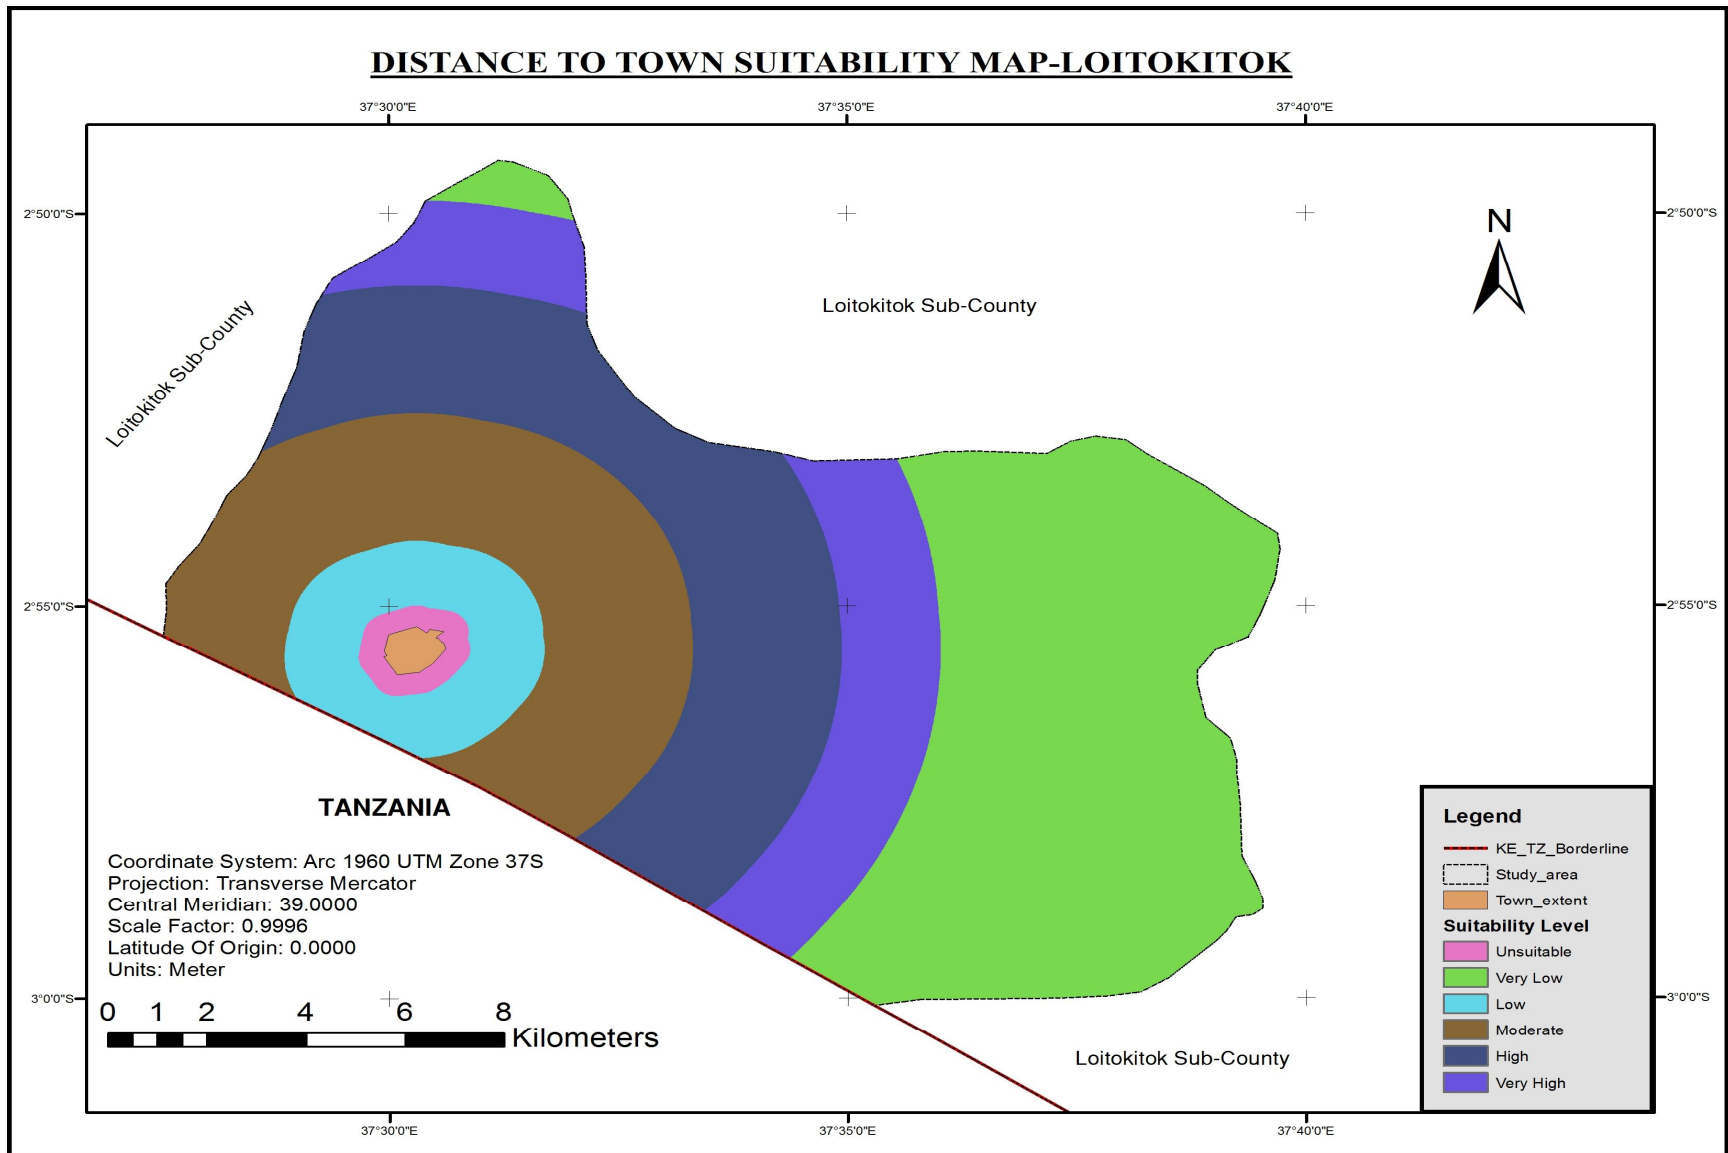 DISTANCE TO TOWN SUITABILITY MAP-LOITOKITOK
37°30'0"E
37°35'0"E
37°40'0"E
2°50'0"S
2°50'0"S
N
Loitokitok Sub-County
Loitokitok Sub-County
2°55'0"S
2°55'0"S
TANZANIA
Coordinate System: Arc 1960 UTM Zone 37S
Projection: Transverse Mercator
Central Meridian: 39.0000
Scale Factor: 0.9996
Latitude Of Origin: 0.0000
Units: Meter
3°0'0"S
3°0'0"S
0 1 2 4 6 8
Kilometers
Loitokitok Sub-County
Legend
KE_TZ_Borderline
Study_area
Town_extent
Suitability Level
Unsuitable
Very Low
Low
Moderate
High
Very High
37°30'0"E
37°35'0"E
37°40'0"E